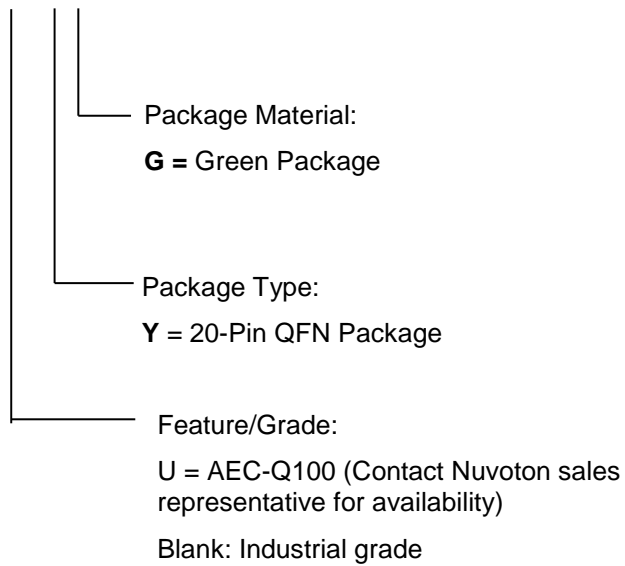 Package Material:
G = Green Package
Package Type:
Y = 20-Pin QFN Package
Feature/Grade:
U = AEC-Q100 (Contact Nuvoton sales
representative for availability)
Blank: Industrial grade